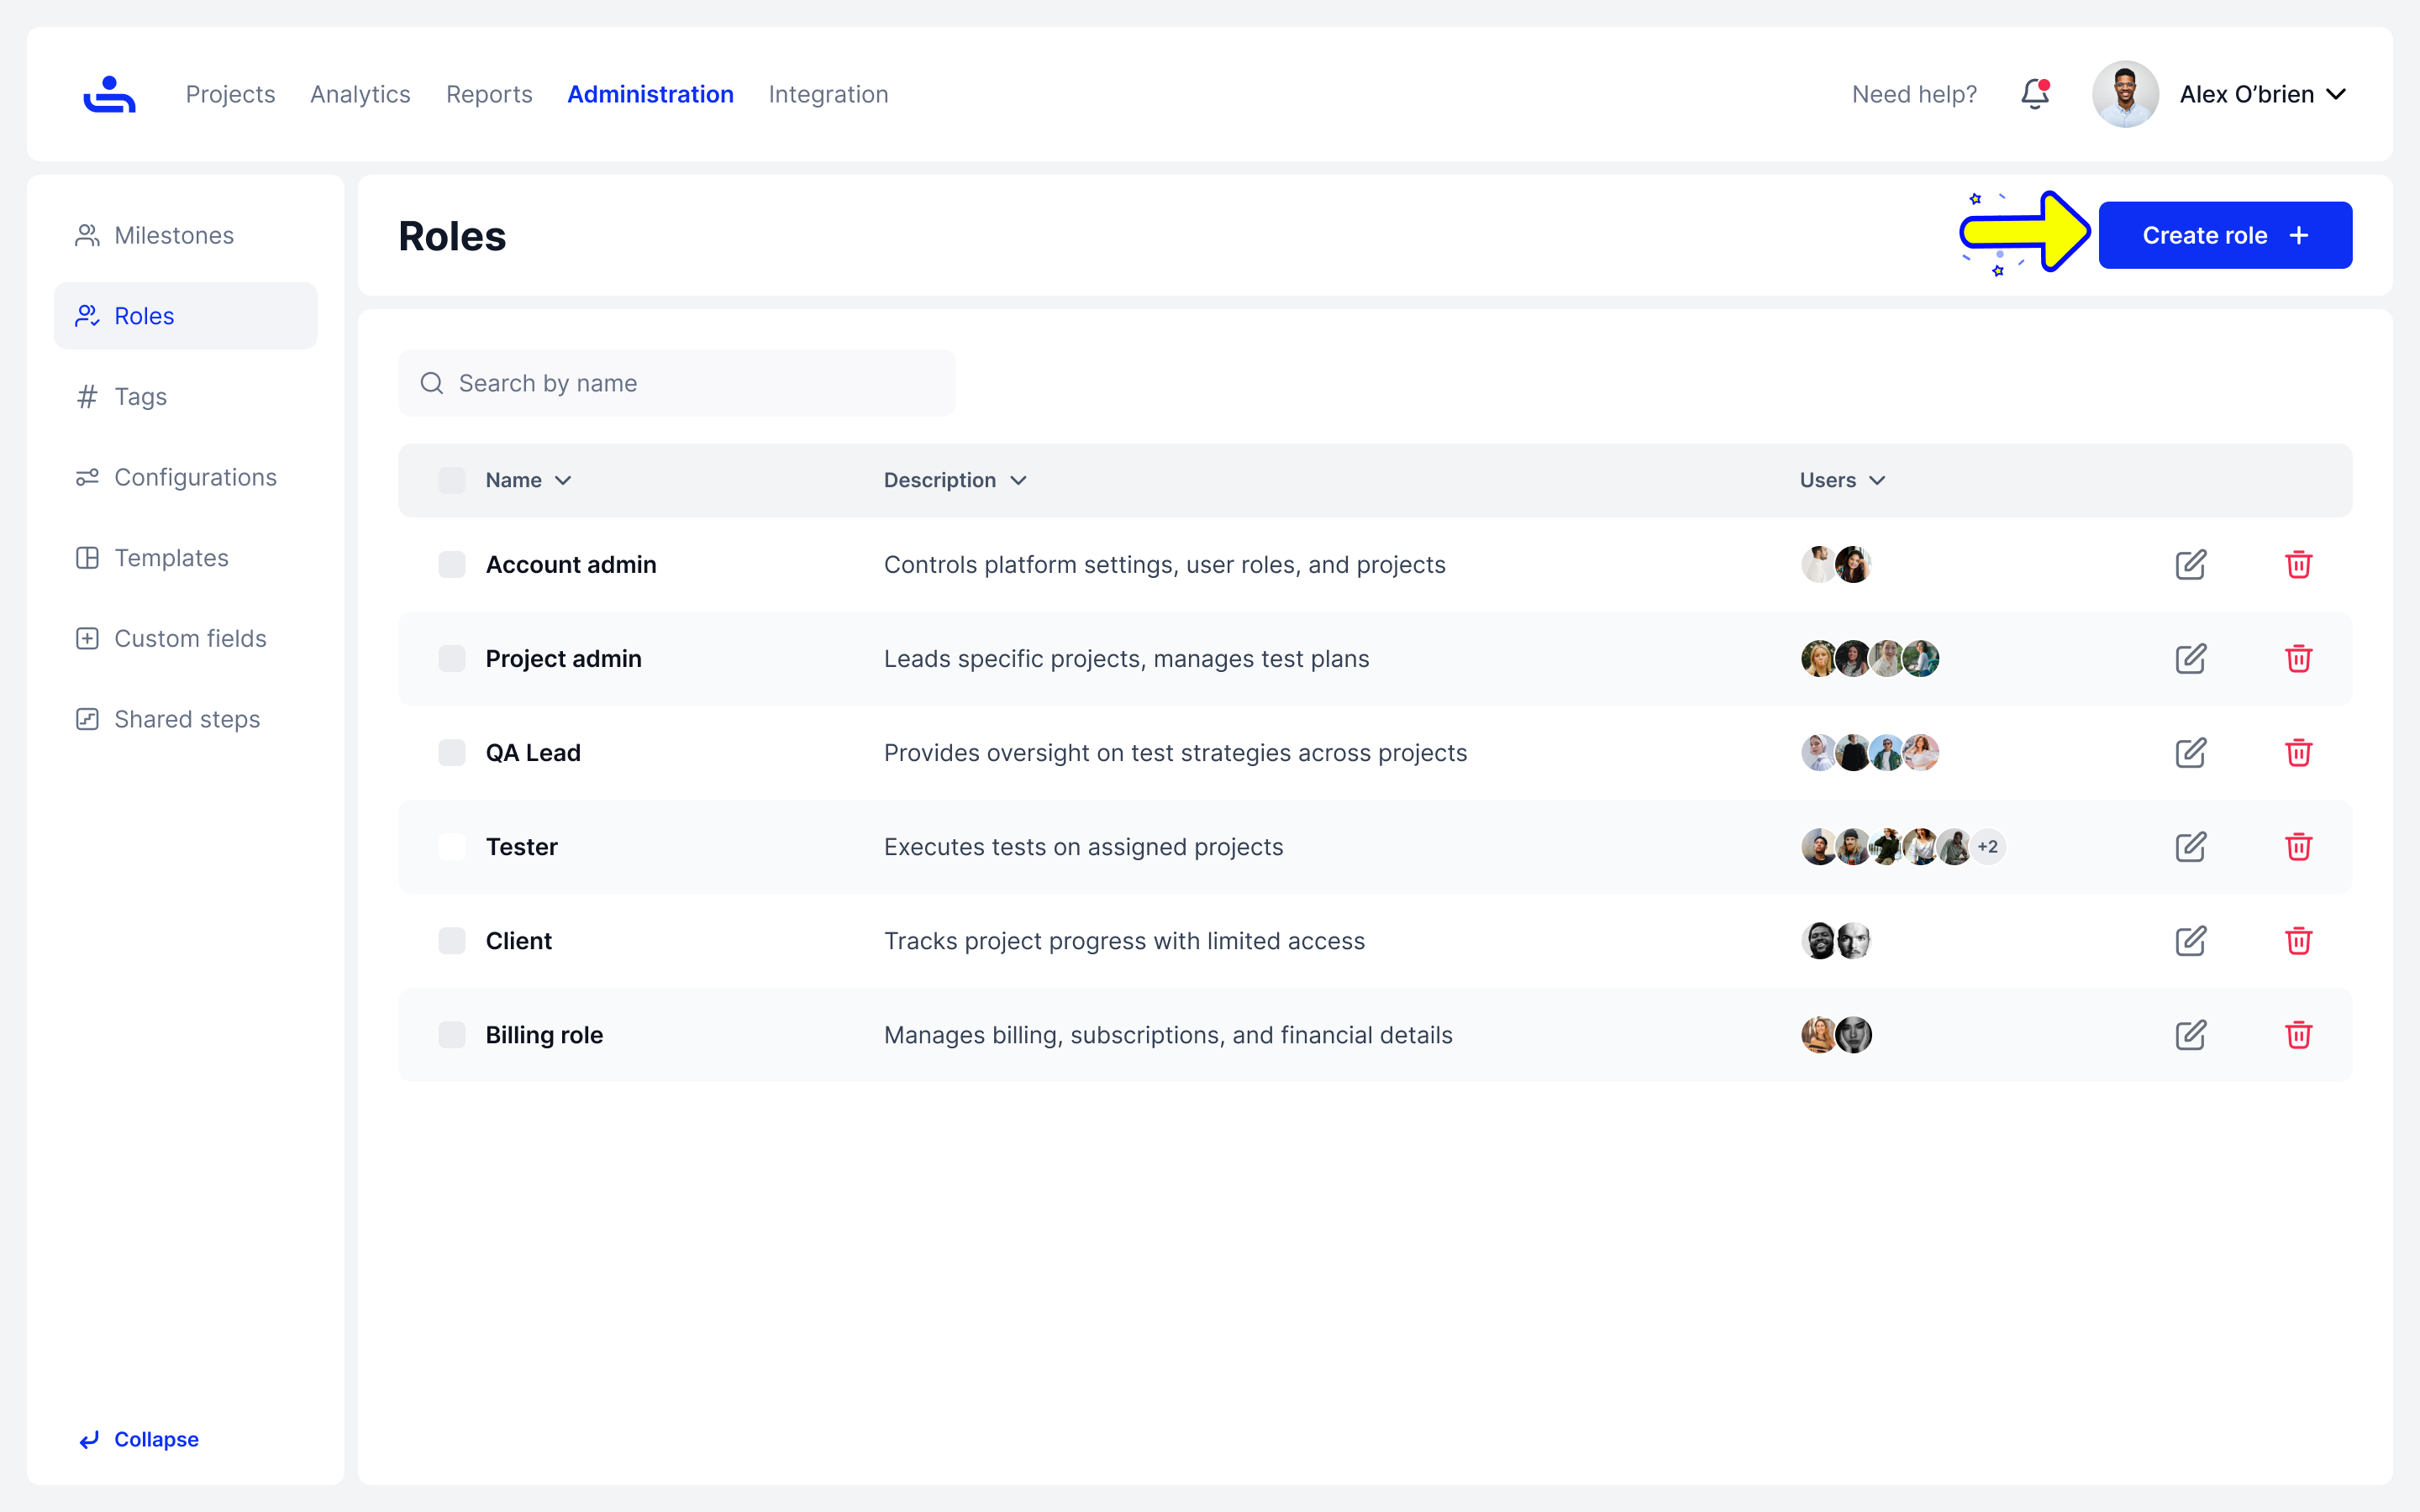 Projects Analytics Reports Administration Integration Need help? Alex O’brien
Milestones
Roles
Tags
Configurations
Templates
Custom fields
Shared steps
Collapse
Roles
Create role
Search by name
Name Description Users
Account admin Controls platform settings, user roles, and projects
Project admin Leads specific projects, manages test plans
QA Lead Provides oversight on test strategies across projects
Tester Executes tests on assigned projects +2
Client Tracks project progress with limited access
Billing role Manages billing, subscriptions, and financial details